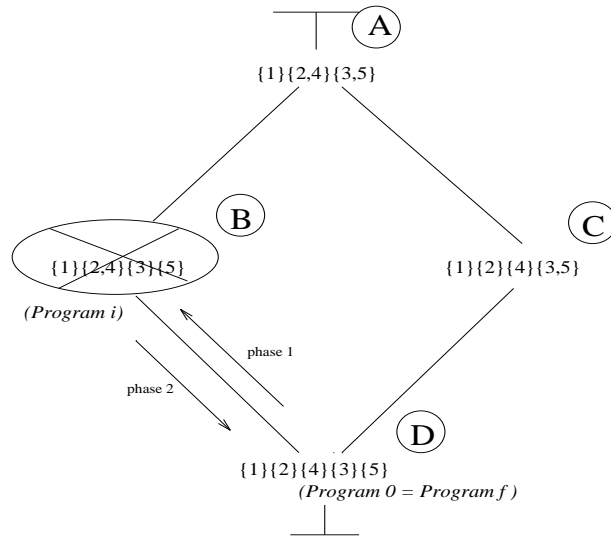 A
{1}{2,4}{3,5}
B
C
{1}{2,4}{3}{5}
{1}{2}{4}{3,5}
(Program i)
phase 1
phase 2
D
{1}{2}{4}{3}{5}
(Program 0 = Program f )